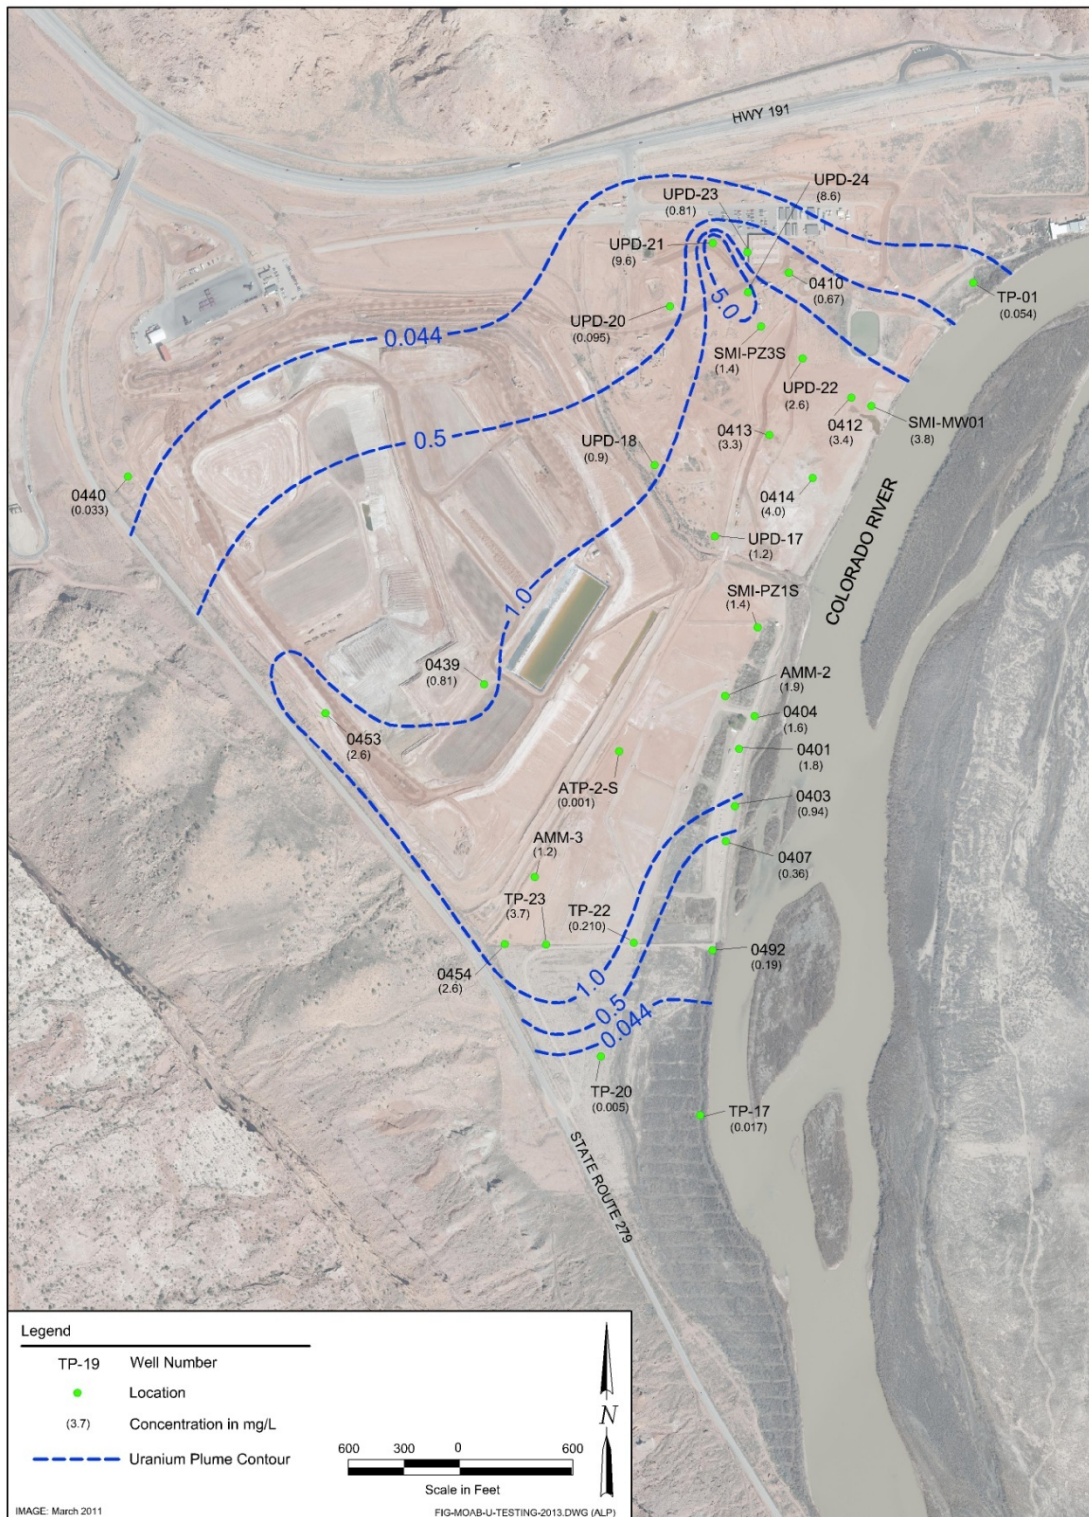 HWY 191
UPD-24
(8.6)
UPD-23
(0.81)
UPD-21
(9.6)
0410
(0.67)
TP-01
(0.054)
5.0
UPD-20
(0.095)
SMI-PZ3S
(1.4)
0.044
UPD-22
(2.6)
0412
(3.4)
SMI-MW01
(3.8)
0.5
0413
(3.3)
UPD-18
(0.9)
0440
(0.033)
0414
(4.0)
UPD-17
(1.2)
COLORADO RIVER
1.0
SMI-PZ1S
(1.4)
0439
(0.81)
AMM-2
(1.9)
0404
(1.6)
0453
(2.6)
0401
(1.8)
ATP-2-S
(0.001)
0403
(0.94)
AMM-3
(1.2)
0407
(0.36)
TP-23
(3.7)
TP-22
(0.210)
0454
(2.6)
0492
(0.19)
1.0
0.5
0.044
TP-20
(0.005)
TP-17
(0.017)
STATE ROUTE 279
Legend
TP-19 Well Number
Location
(3.7) Concentration in mg/L
Uranium Plume Contour
N
600 300 0 600
Scale in Feet
IMAGE: March 2011
FIG-MOAB-U-TESTING-2013.DWG (ALP)